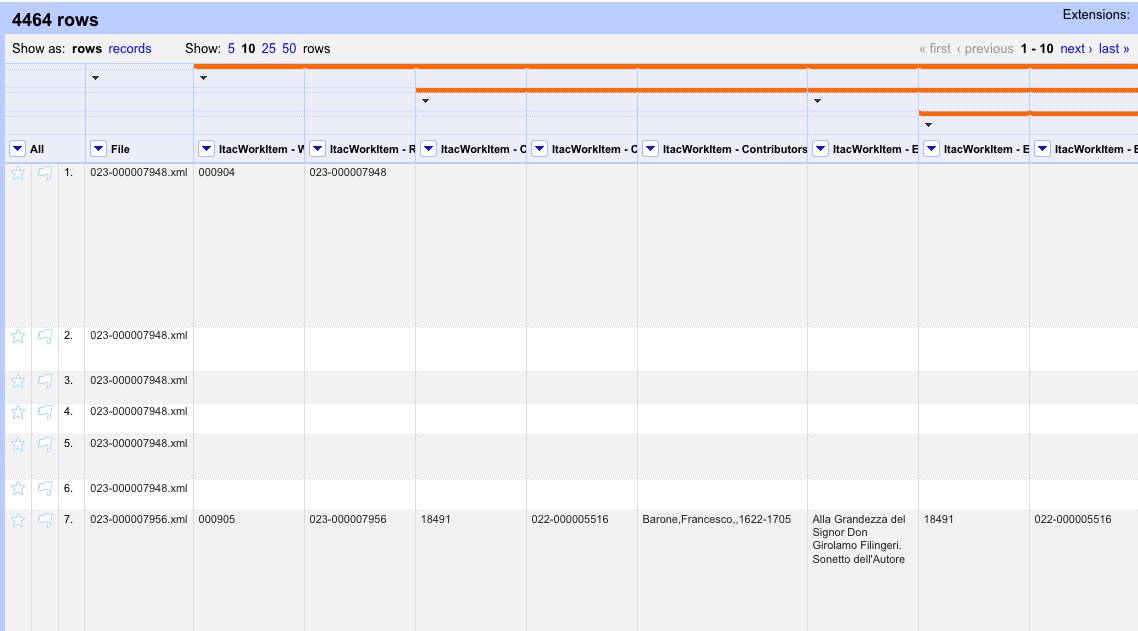 4464 rows
Extensions:
Show as: rows records Show: 5 10 25 50 rows « first ‹ previous 1 - 10 next › last »
All File ItacWorkItem - W ItacWorkItem - R ItacWorkItem - C ItacWorkItem - C ItacWorkItem - Contributors ItacWorkItem - E ItacWorkItem - E ItacWorkItem - E
1. 023-000007948.xml 000904 023-000007948
2. 023-000007948.xml
3. 023-000007948.xml
4. 023-000007948.xml
5. 023-000007948.xml
6. 023-000007948.xml
7. 023-000007956.xml 000905 023-000007956 18491 022-000005516 Barone,Francesco,,1622-1705 Alla Grandezza del 18491 022-000005516
Signor Don
Girolamo Filingeri.
Sonetto dell'Autore